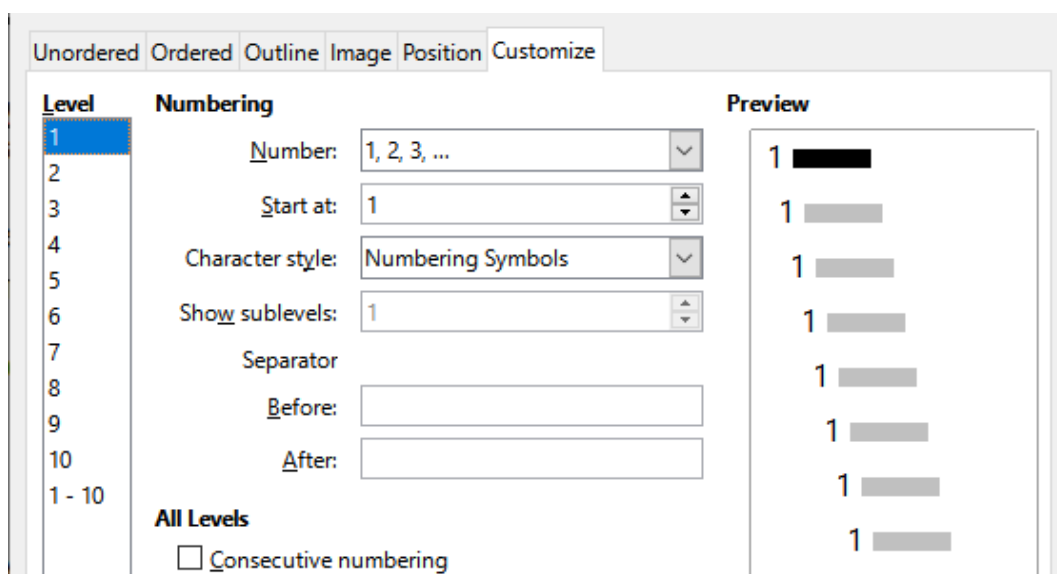 Unordered Ordered Outline Image Position Customize
Level
1
2
3
4
5
6
7
8
9
10
1 - 10
Numbering
Number: 1, 2, 3, ...
Start at: 1
Character style: Numbering Symbols
Show sublevels: 1
Separator
Before:
After:
All Levels
Consecutive numbering
Preview
1
1
1
1
1
1
1
1